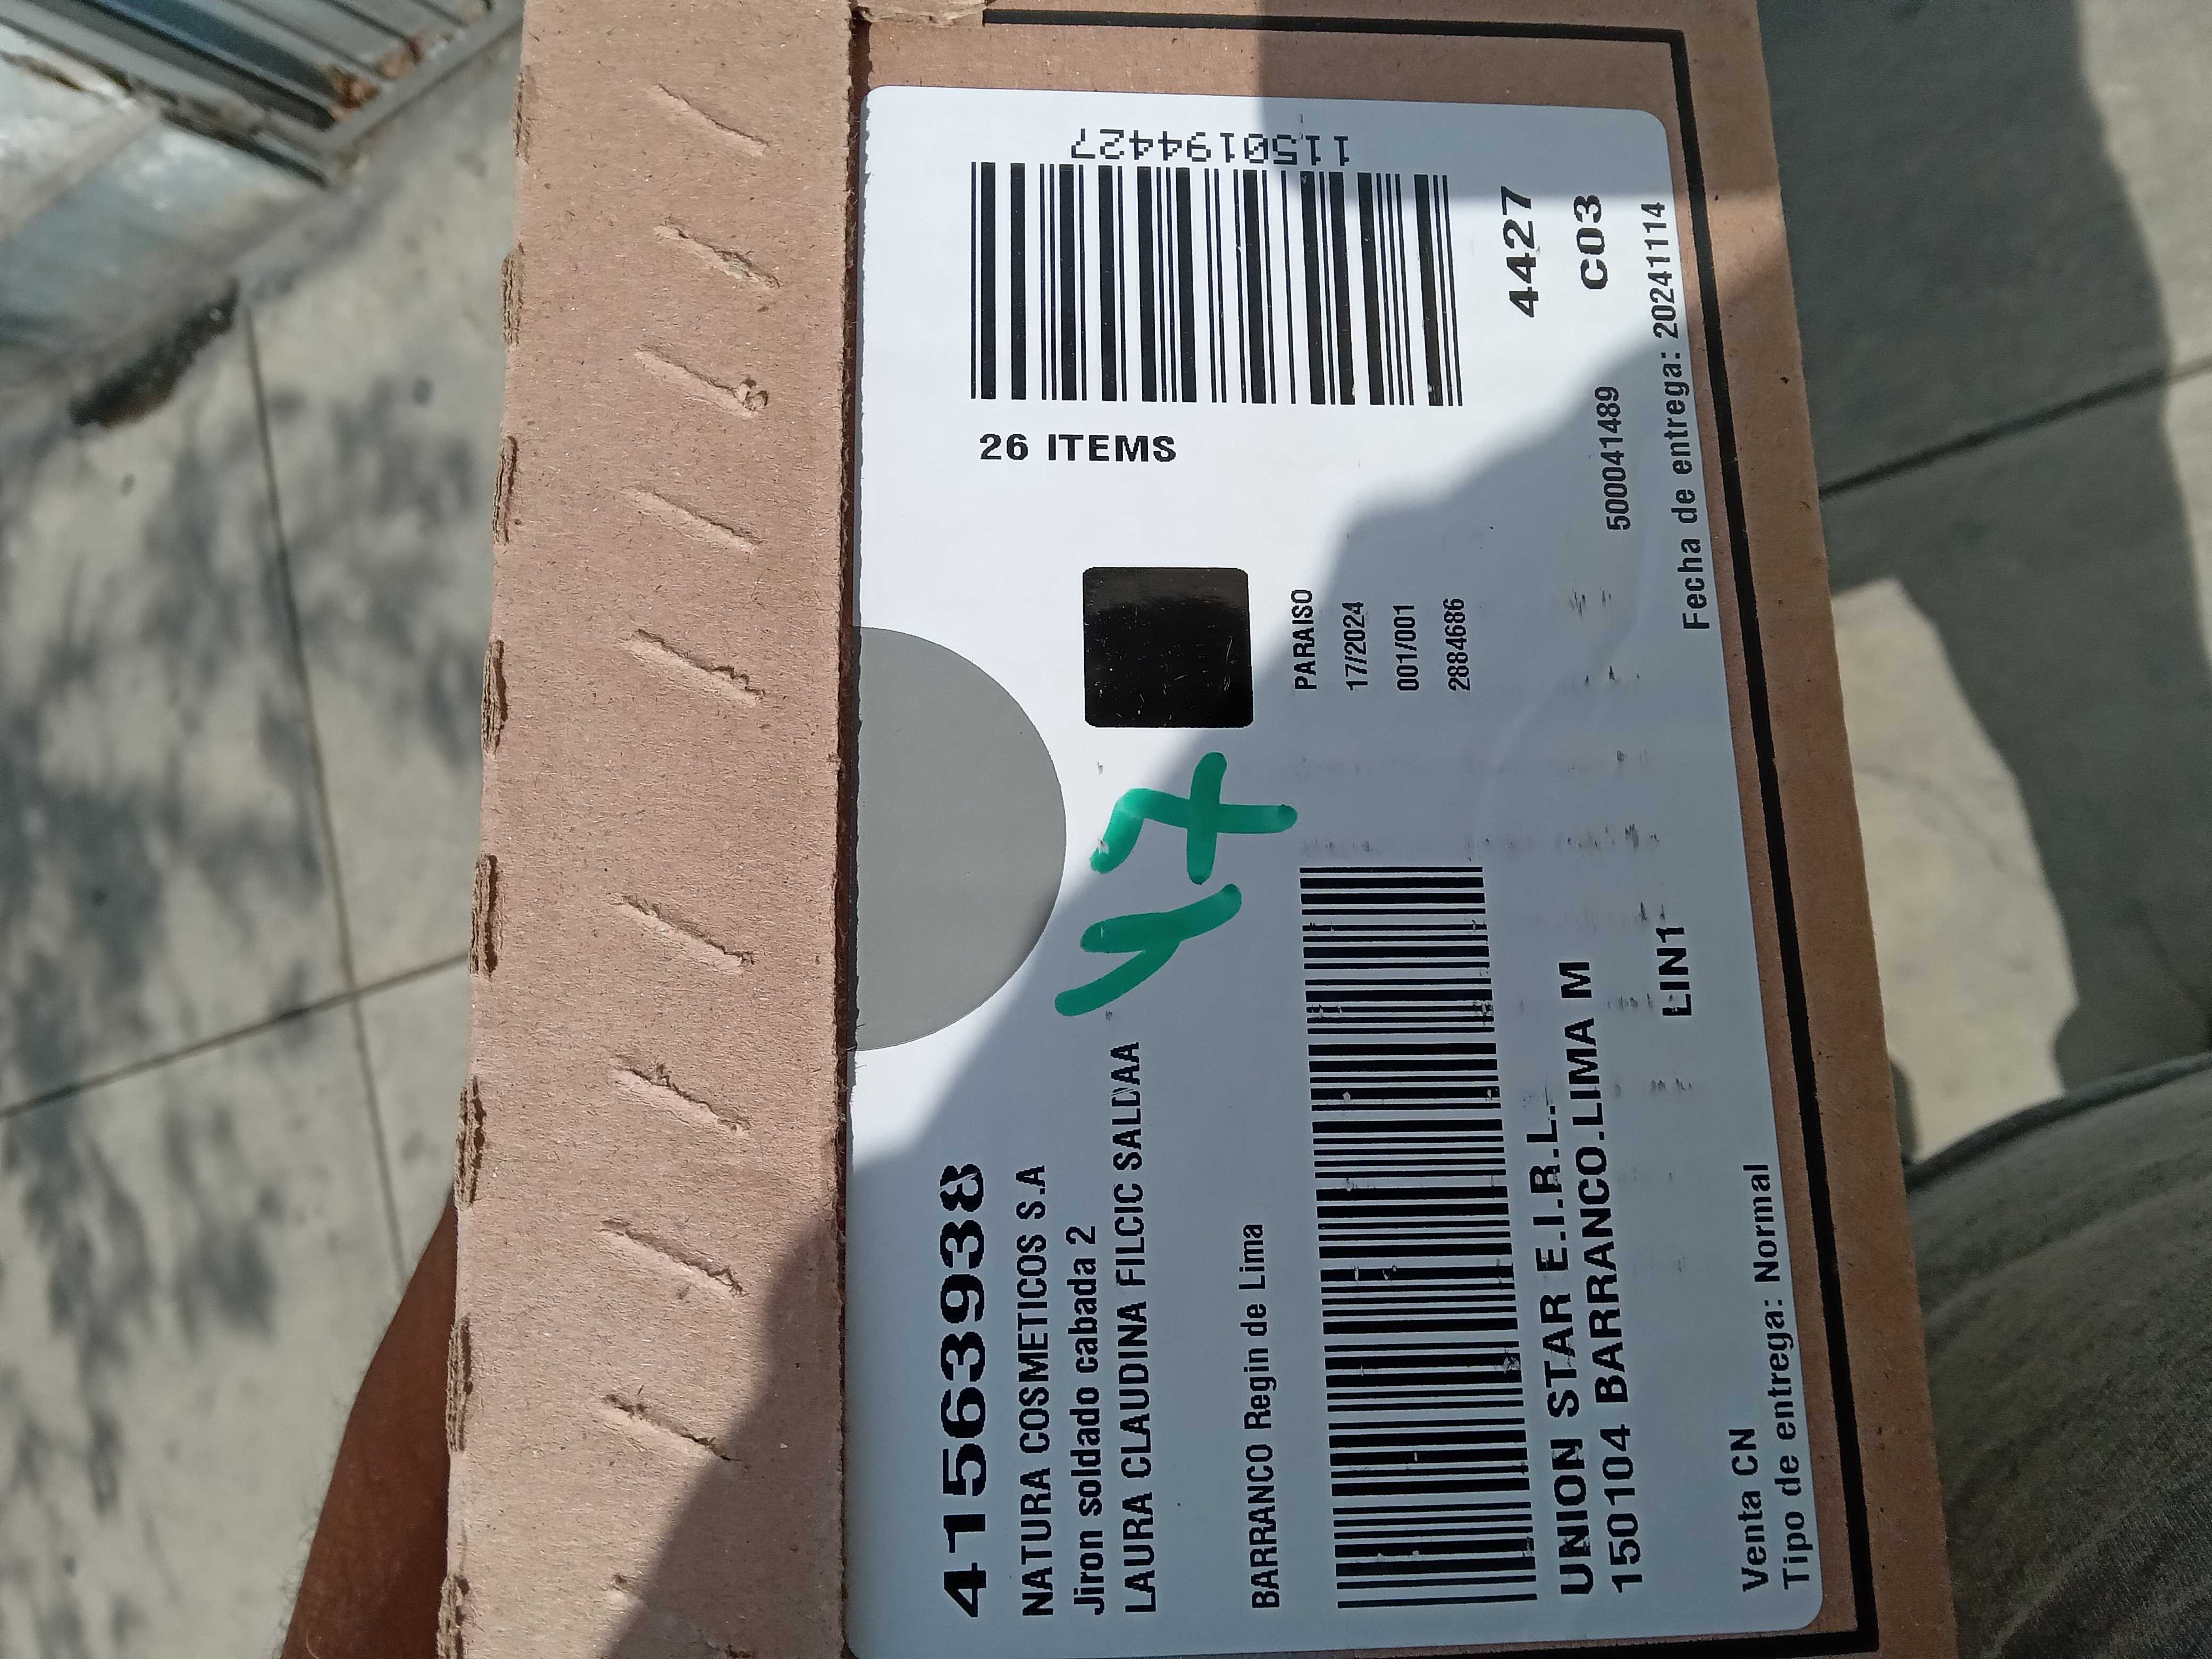 415639938
NATURA COSMETICOS S.A
Jiron soldado cabada 2
LAURA CLAUDINA FILCIC SALDAA
BARRANCO Regin de Lima
UNION STAR E.I.R.L.
150104 BARRANCO.LIMA M
LIN1
Venta CN
Tipo de entrega: Normal
47
PARAISO
17/2024
001/001
2884686
26 ITEMS
1150194427
4427
C03
500041489
Fecha de entrega: 20241114